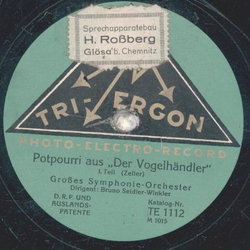 Sprechapparatebau
H. Roßberg
Glösa b. Chemnitz
TRI-ERGON
PHOTO-ELECTRO-RECORD
Potpourri aus „Der Vogelhändler"
1. Teil (Zeller)
Großes Symphonie-Orchester
Dirigent: Bruno Seidler-Winkler
D.R.P. UND
AUSLANDS-
PATENTE
Katalog-Nr.
TE 1112
M 1015